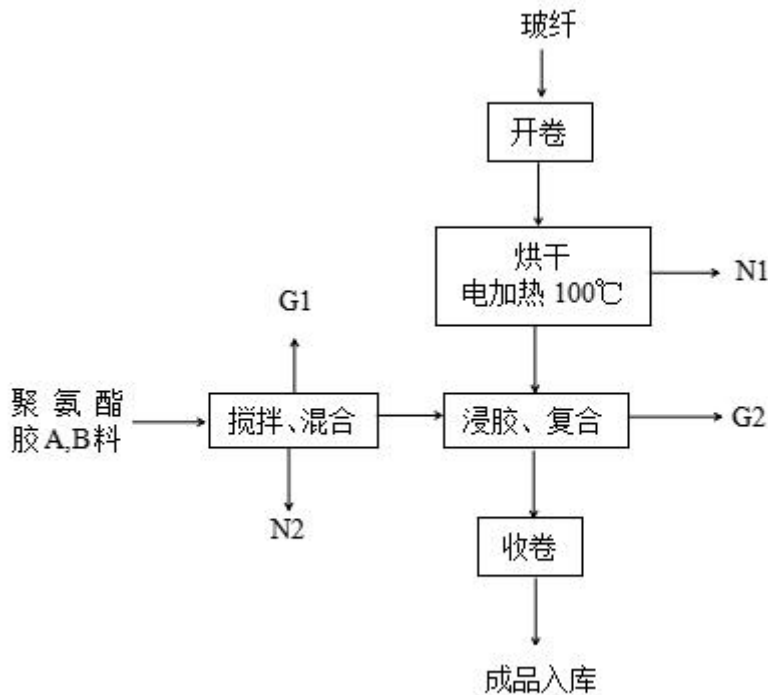 玻纤
开卷
烘干
电加热 100℃
N1
G1
聚氨酯
胶A,B料
搅拌、混合
浸胶、复合
G2
N2
收卷
成品入库